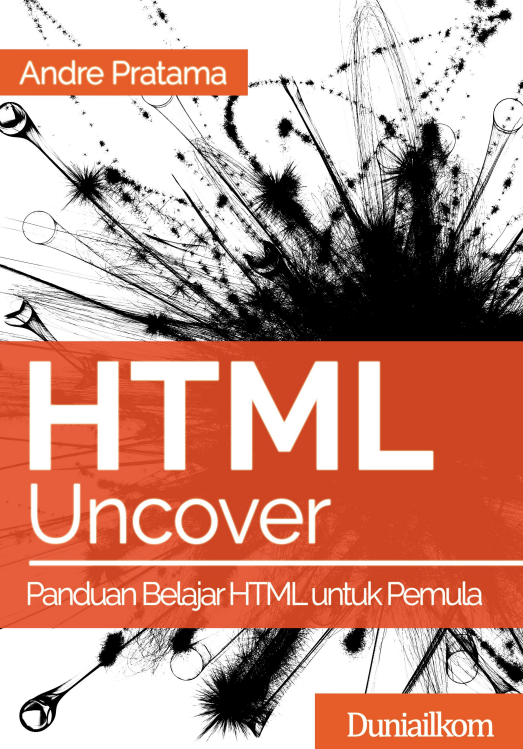 Andre Pratama
HTML
Uncover
Panduan Belajar HTML untuk Pemula
Duniailkom